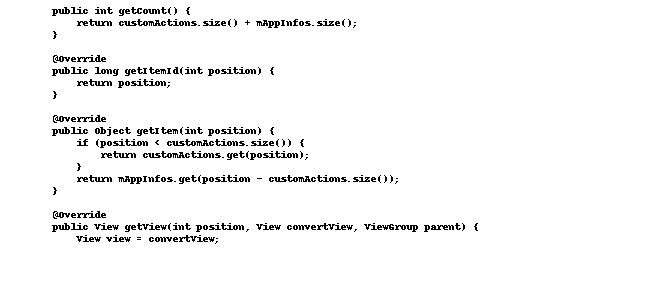 public int getCount() {
return customActions.size() + mAppInfos.size();
}
@Override
public long getItemId(int position) {
return position;
}
@Override
public Object getItem(int position) {
if (position < customActions.size()) {
return customActions.get(position);
}
return mAppInfos.get(position - customActions.size());
}
@Override
public View getView(int position, View convertView, ViewGroup parent) {
View view = convertView;